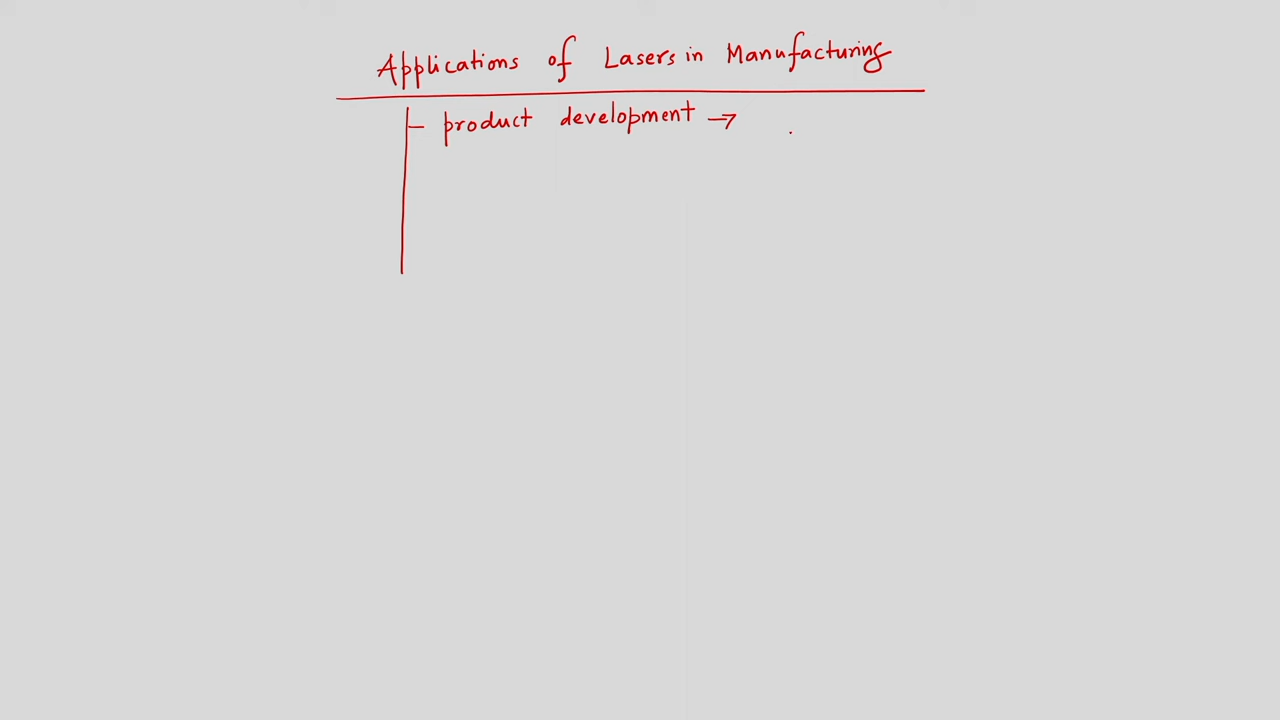 Applications of Lasers in Manufacturing
product development →